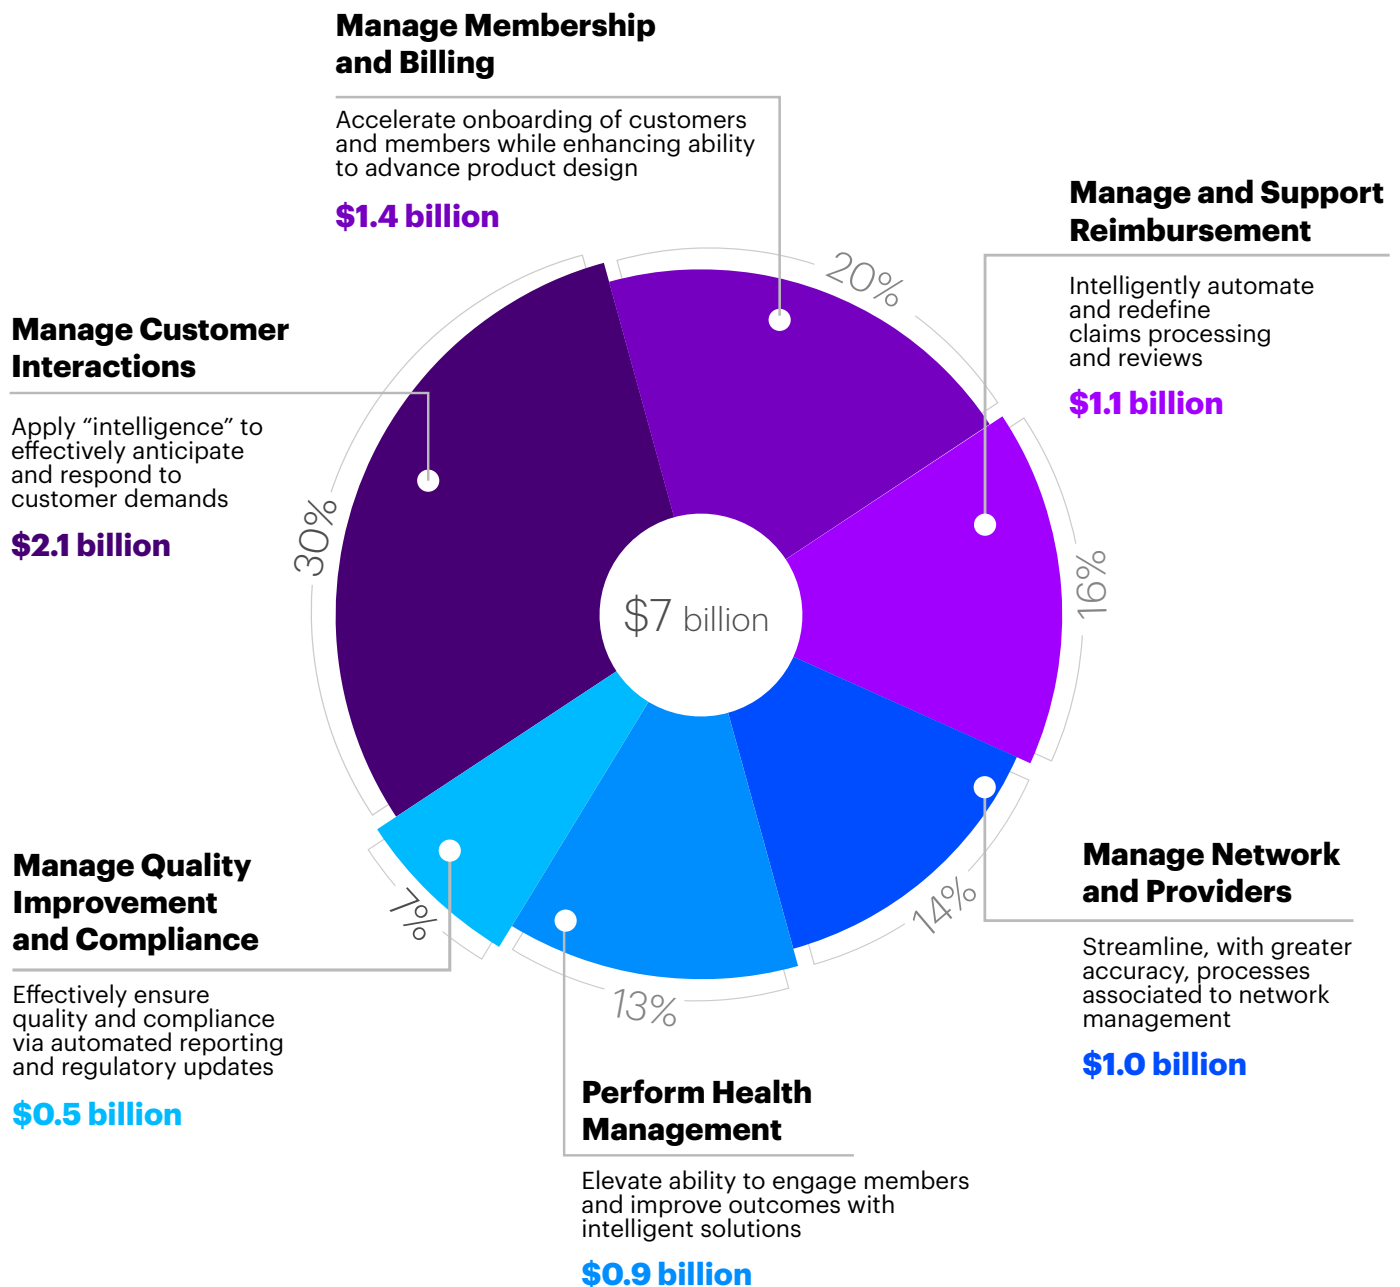 Manage Membership
and Billing
Accelerate onboarding of customers
and members while enhancing ability
to advance product design
$1.4 billion
20%
Manage and Support
Reimbursement
Intelligently automate
and redefine
claims processing
and reviews
$1.1 billion
16%
Manage Customer
Interactions
Apply “intelligence” to
effectively anticipate
and respond to
customer demands
$2.1 billion
30%
$7 billion
Manage Network
and Providers
Streamline, with greater
accuracy, processes
associated to network
management
$1.0 billion
14%
Manage Quality
Improvement
and Compliance
Effectively ensure
quality and compliance
via automated reporting
and regulatory updates
$0.5 billion
7%
13%
Perform Health
Management
Elevate ability to engage members
and improve outcomes with
intelligent solutions
$0.9 billion